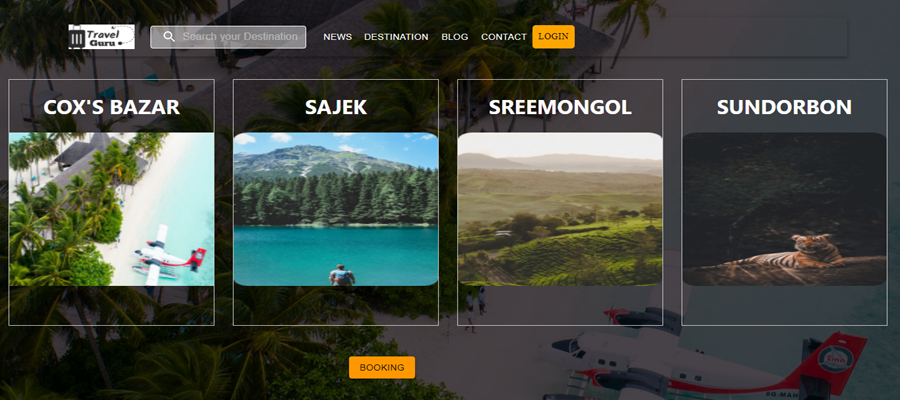 Travel
Guru
Search your Destination
NEWS DESTINATION BLOG CONTACT LOGIN
COX'S BAZAR
SAJEK
SREEMONGOL
SUNDORBON
BOOKING